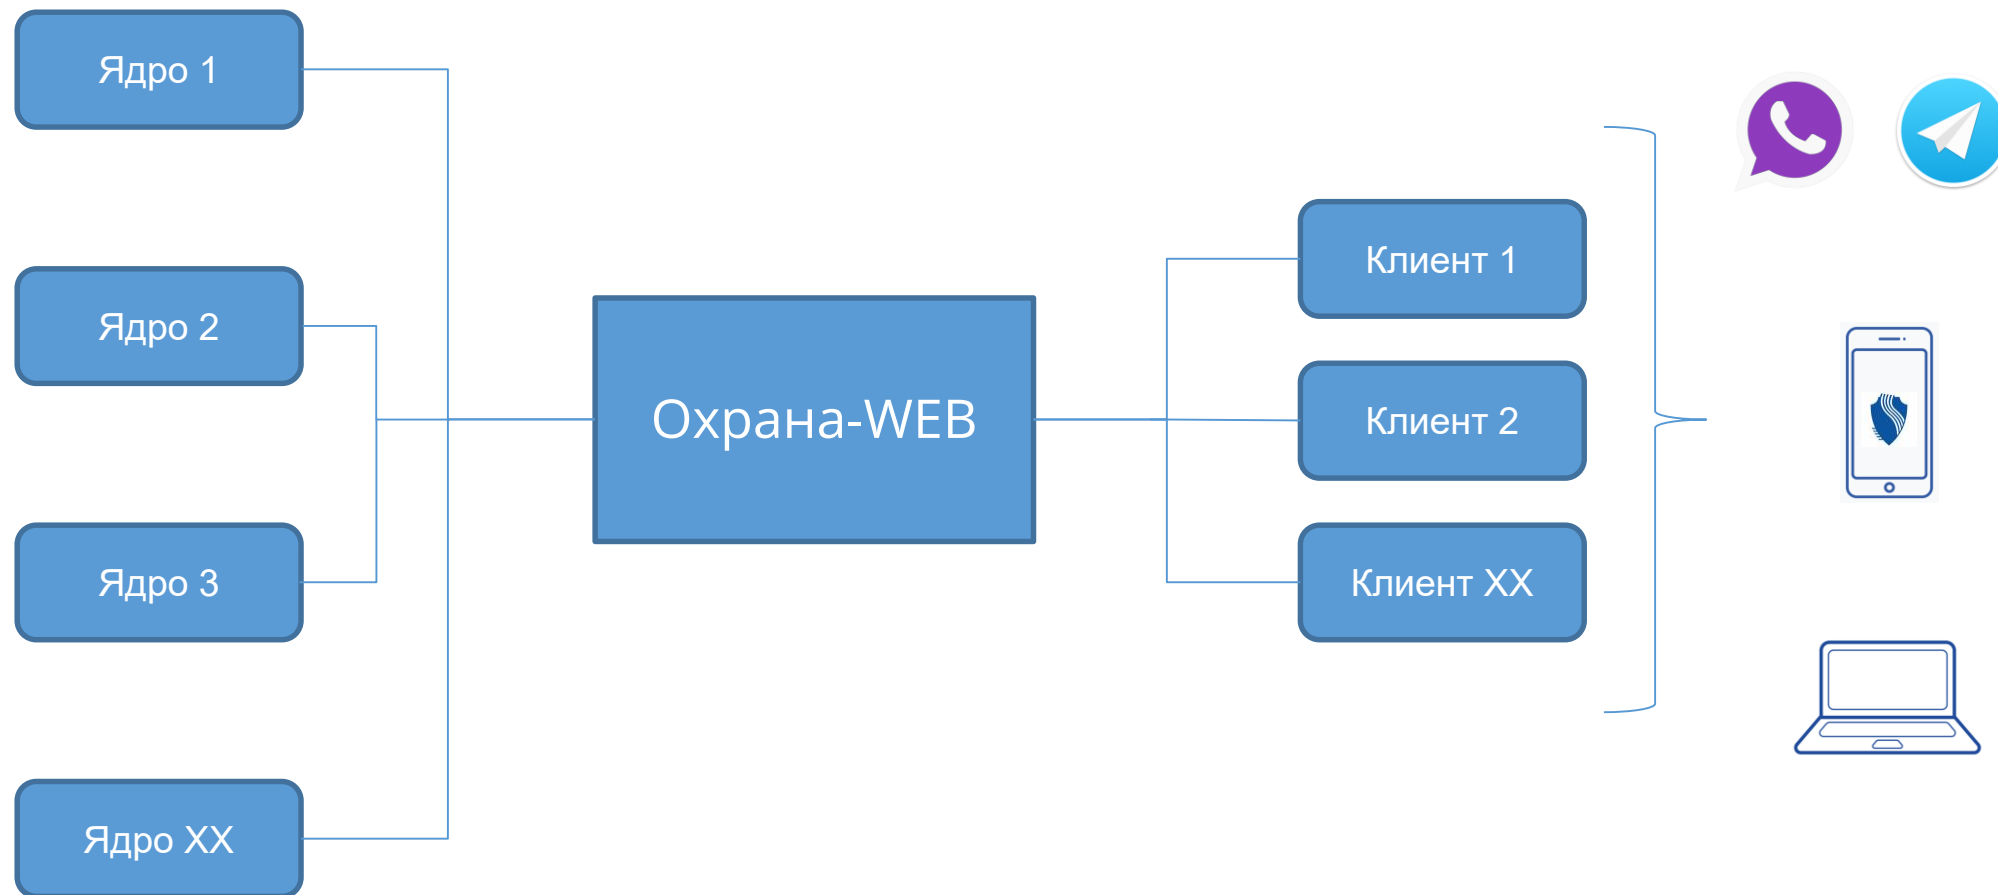 Ядро 1
Ядро 2
Ядро 3
Ядро XX
Охрана-WEB
Клиент 1
Клиент 2
Клиент XX